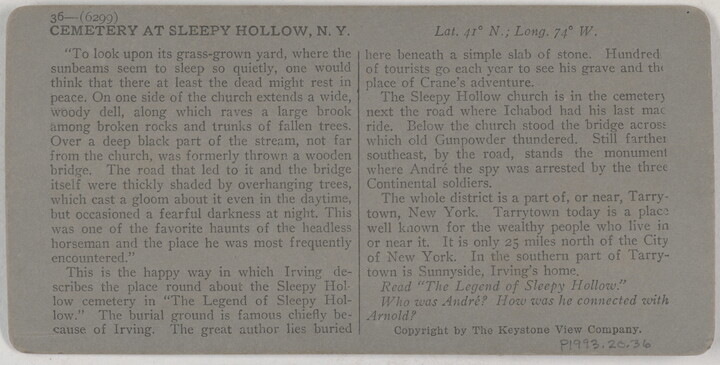 36—(6299)
CEMETERY AT SLEEPY HOLLOW, N. Y. Lat. 41° N.; Long. 74° W.
"To look upon its grass-grown yard, where the
sunbeams seem to sleep so quietly, one would
think that there at least the dead might rest in
peace. On one side of the church extends a wide,
woody dell, along which raves a large brook
among broken rocks and trunks of fallen trees.
Over a deep black part of the stream, not far
from the church, was formerly thrown a wooden
bridge. The road that led to it and the bridge
itself were thickly shaded by overhanging trees,
which cast a gloom about it even in the daytime,
but occasioned a fearful darkness at night. This
was one of the favorite haunts of the headless
horseman and the place he was most frequently
encountered."
This is the happy way in which Irving de-
scribes the place round about the Sleepy Hol-
low cemetery in "The Legend of Sleepy Hol-
low." The burial ground is famous chiefly be-
cause of Irving. The great author lies buried
here beneath a simple slab of stone. Hundred
of tourists go each year to see his grave and the
place of Crane's adventure.
The Sleepy Hollow church is in the cemetery
next the road where Ichabod had his last mad
ride. Below the church stood the bridge across
which old Gunpowder thundered. Still farther
southeast, by the road, stands the monument
where André the spy was arrested by the three
Continental soldiers.
The whole district is a part of, or near, Tarry-
town, New York. Tarrytown today is a place
well known for the wealthy people who live in
or near it. It is only 25 miles north of the City
of New York. In the southern part of Tarry-
town is Sunnyside, Irving's home.
Read "The Legend of Sleepy Hollow."
Who was André? How was he connected with
Arnold?
Copyright by The Keystone View Company.
P1993.20.36